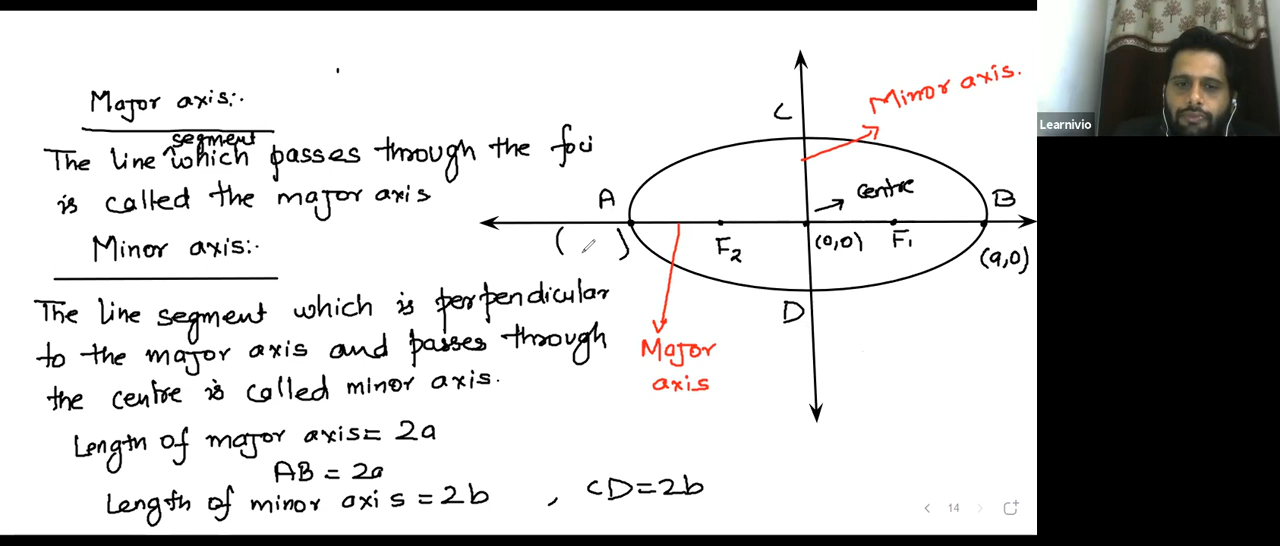 Major axis:-
segment
The line which passes through the foci
is called the major axis
Minor axis:-
The line segment which is perpendicular
to the major axis and passes through
the centre is called minor axis.
Length of major axis = 2a
AB = 2a
Length of minor axis = 2b , CD = 2b
Minor axis.
C
centre
A
B
( )
F2
(0,0)
F1
(a,0)
D
Major
axis
14
Learnivio